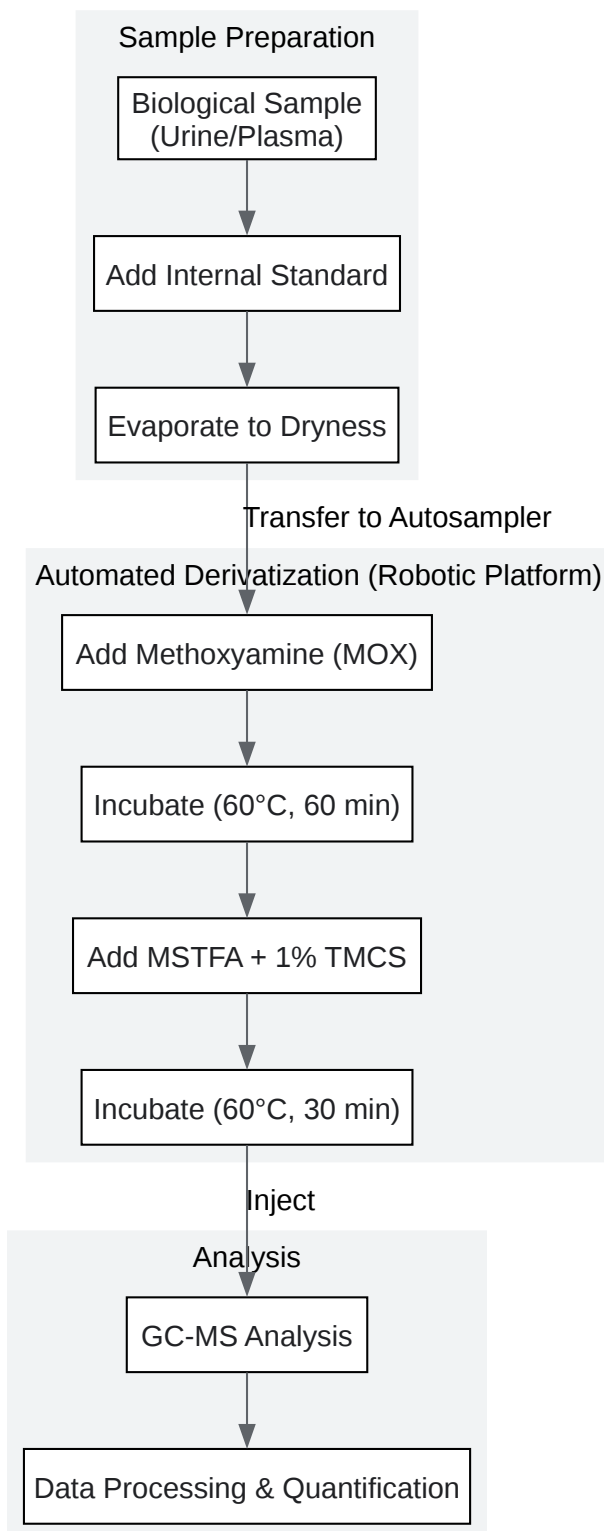 Sample Preparation
Biological Sample
(Urine/Plasma)
Add Internal Standard
Evaporate to Dryness
Transfer to Autosampler
Automated Derivatization (Robotic Platform)
Add Methoxyamine (MOX)
Incubate (60°C, 60 min)
Add MSTFA + 1% TMCS
Incubate (60°C, 30 min)
Inject
Analysis
GC-MS Analysis
Data Processing & Quantification